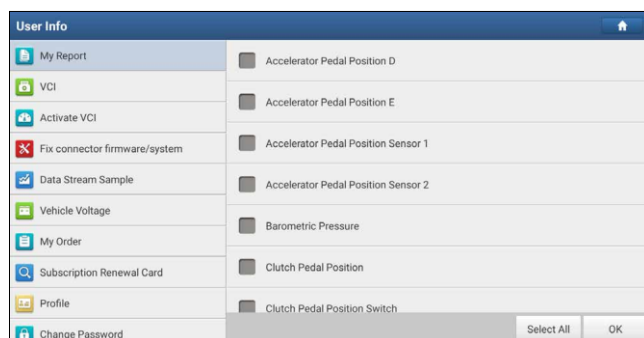 User Info
My Report
VCI
Activate VCI
Fix connector firmware/system
Data Stream Sample
Vehicle Voltage
My Order
Subscription Renewal Card
Profile
Change Password
Accelerator Pedal Position D
Accelerator Pedal Position E
Accelerator Pedal Position Sensor 1
Accelerator Pedal Position Sensor 2
Barometric Pressure
Clutch Pedal Position
Clutch Pedal Position Switch
Select All
OK